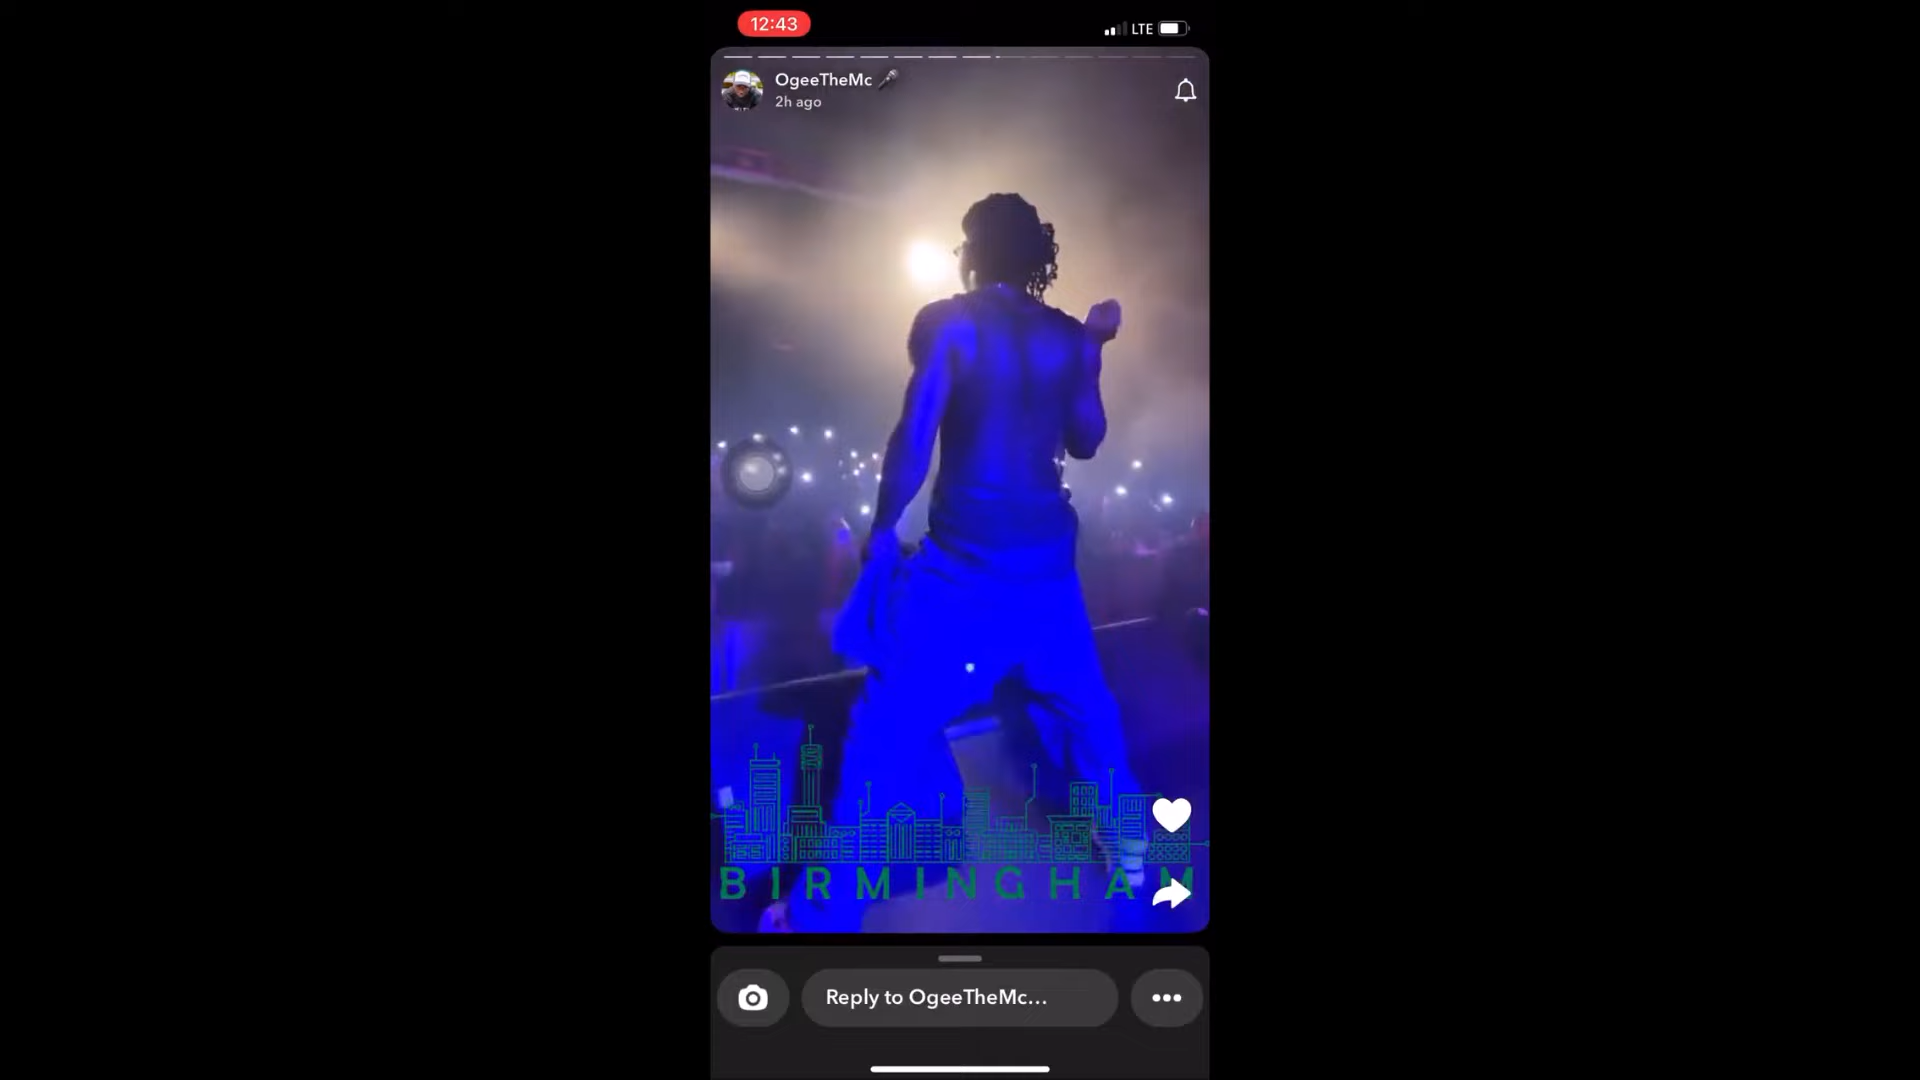 12:43
LTE
OgeeTheMc
2h ago
BIRMINGHAM
Reply to OgeeTheMc...